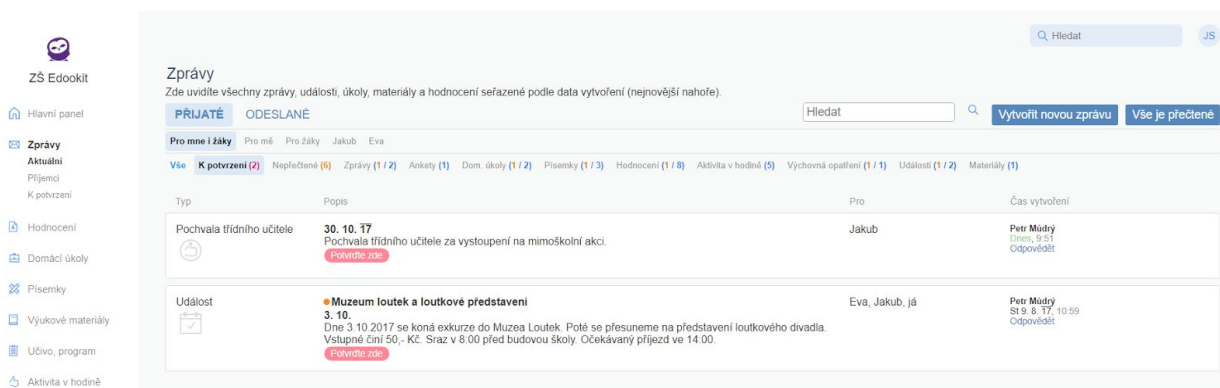 Hledat
JS
ZŠ Edookit
Hlavní panel
Zprávy
Aktuální
Příjemci
K potvrzení
Hodnocení
Domácí úkoly
Písemky
Výukové materiály
Učivo, program
Aktivita v hodině
Zprávy
Zde uvidíte všechny zprávy, události, úkoly, materiály a hodnocení seřazené podle data vytvoření (nejnovější nahoře).
PŘIJATÉ ODESLANÉ
Hledat
Vytvořit novou zprávu Vše je přečtené
Pro mne i žáky Pro mě Pro žáky Jakub Eva
Vše K potvrzení (2) Nepřečtené (6) Zprávy (1 / 2) Ankety (1) Dom. úkoly (1 / 2) Písemky (1 / 3) Hodnocení (1 / 8) Aktivita v hodině (5) Výchovná opatření (1 / 1) Události (1 / 2) Materiály (1)
Typ Popis Pro Čas vytvoření
Pochvala třídního učitele
30. 10. 17
Pochvala třídního učitele za vystoupení na mimoškolní akci.
Potvrďte zde
Jakub
Petr Múdrý
Dnes, 9:51
Odpovědět
Událost
Muzeum loutek a loutkové představení
3. 10.
Dne 3.10.2017 se koná exkurze do Muzea Loutek. Poté se přesuneme na představení loutkového divadla.
Vstupné činí 50,- Kč. Sraz v 8:00 před budovou školy. Očekávaný příjezd ve 14:00.
Potvrďte zde
Eva, Jakub, já
Petr Múdrý
St 9. 8. 17, 10:59
Odpovědět